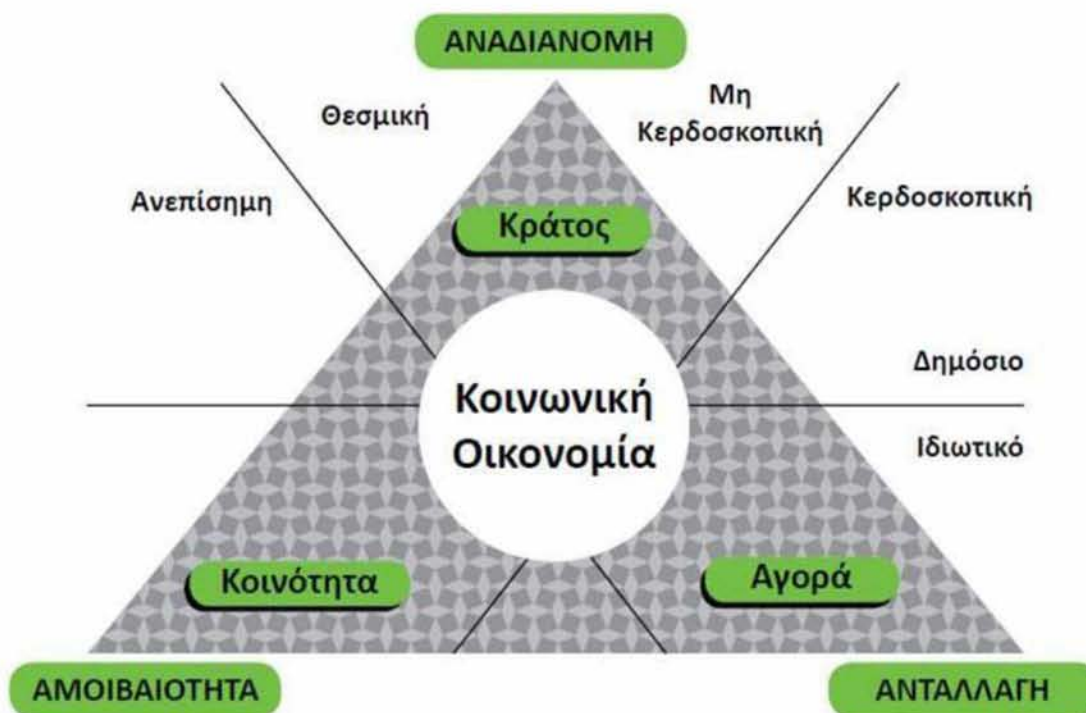 ΑΝΑΔΙΑΝΟΜΗ
Θεσμική
Μη
Κερδοσκοπική
Ανεπίσημη
Κερδοσκοπική
Κράτος
Δημόσιο
Κοινωνική
Οικονομία
Ιδιωτικό
Κοινότητα
Αγορά
ΑΜΟΙΒΑΙΟΤΗΤΑ
ΑΝΤΑΛΛΑΓΗ